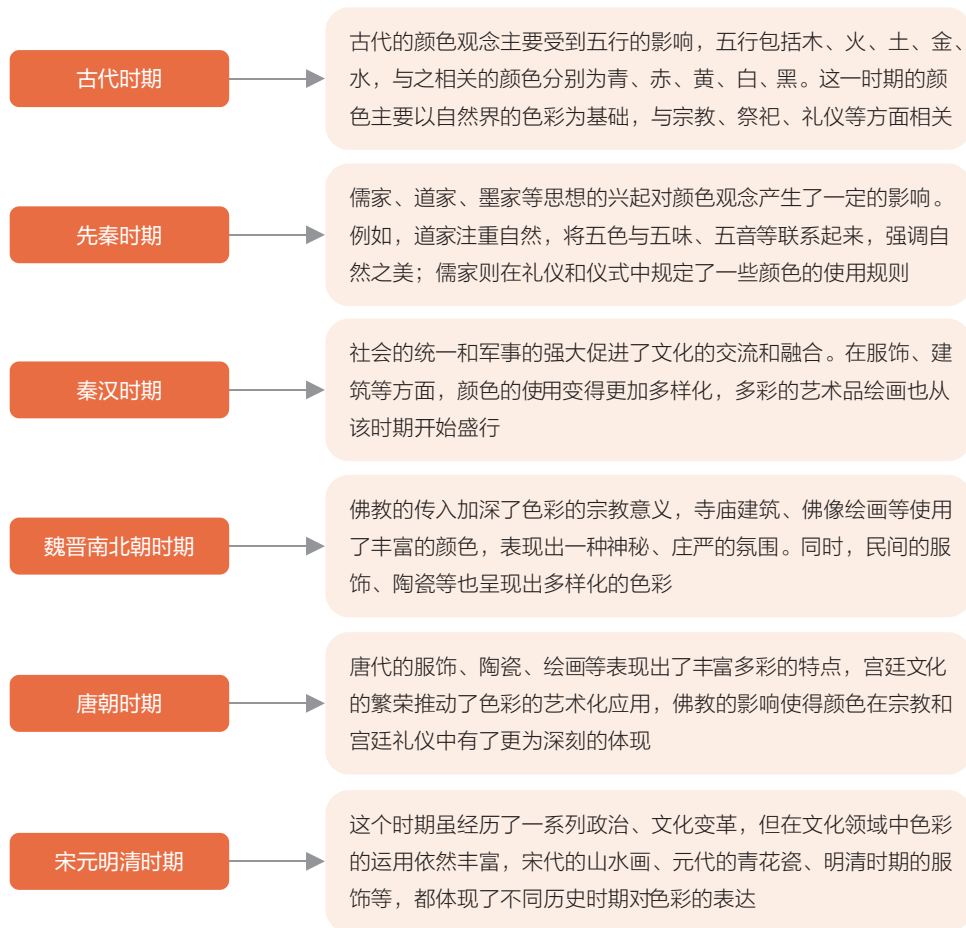 古代时期
古代的颜色观念主要受到五行的影响，五行包括木、火、土、金、
水，与之相关的颜色分别为青、赤、黄、白、黑。这一时期的颜
色主要以自然界的色彩为基础，与宗教、祭祀、礼仪等方面相关
先秦时期
儒家、道家、墨家等思想的兴起对颜色观念产生了一定的影响。
例如，道家注重自然，将五色与五味、五音等联系起来，强调自
然之美；儒家则在礼仪和仪式中规定了一些颜色的使用规则
秦汉时期
社会的统一和军事的强大促进了文化的交流和融合。在服饰、建
筑等方面，颜色的使用变得更加多样化，多彩的艺术品绘画也从
该时期开始盛行
魏晋南北朝时期
佛教的传入加深了色彩的宗教意义，寺庙建筑、佛像绘画等使用
了丰富的颜色，表现出一种神秘、庄严的氛围。同时，民间的服
饰、陶瓷等也呈现出多样化的色彩
唐朝时期
唐代的服饰、陶瓷、绘画等表现出了丰富多彩的特点，宫廷文化
的繁荣推动了色彩的艺术化应用，佛教的影响使得颜色在宗教和
宫廷礼仪中有了更为深刻的体现
宋元明清时期
这个时期虽经历了一系列政治、文化变革，但在文化领域中色彩
的运用依然丰富，宋代的山水画、元代的青花瓷、明清时期的服
饰等，都体现了不同历史时期对色彩的表达